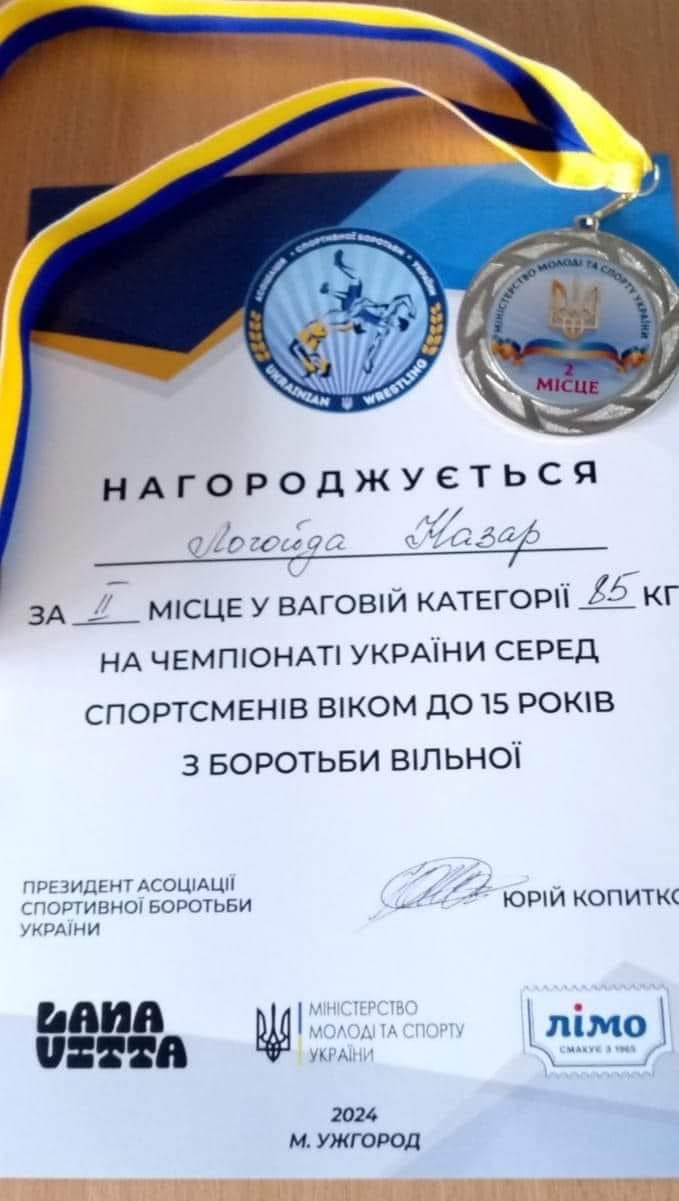 АСОЦІАЦІЯ • СПОРТИВНОЇ БОРОТЬБИ • УКРАЇНИ
UKRAINIAN WRESTLING
МІНІСТЕРСТВО МОЛОДІ ТА СПОРТУ УКРАЇНИ
2
МІСЦЕ
НАГОРОДЖУЄТЬСЯ
Логойда Назар
ЗА II МІСЦЕ У ВАГОВІЙ КАТЕГОРІЇ 85 КГ
НА ЧЕМПІОНАТІ УКРАЇНИ СЕРЕД
СПОРТСМЕНІВ ВІКОМ ДО 15 РОКІВ
З БОРОТЬБИ ВІЛЬНОЇ
ПРЕЗИДЕНТ АСОЦІАЦІЇ
СПОРТИВНОЇ БОРОТЬБИ
УКРАЇНИ
ЮРІЙ КОПИТКО
LANA
VITTA
МІНІСТЕРСТВО
МОЛОДІ ТА СПОРТУ
УКРАЇНИ
лімо
СМАКУЄ З 1965
2024
М. УЖГОРОД